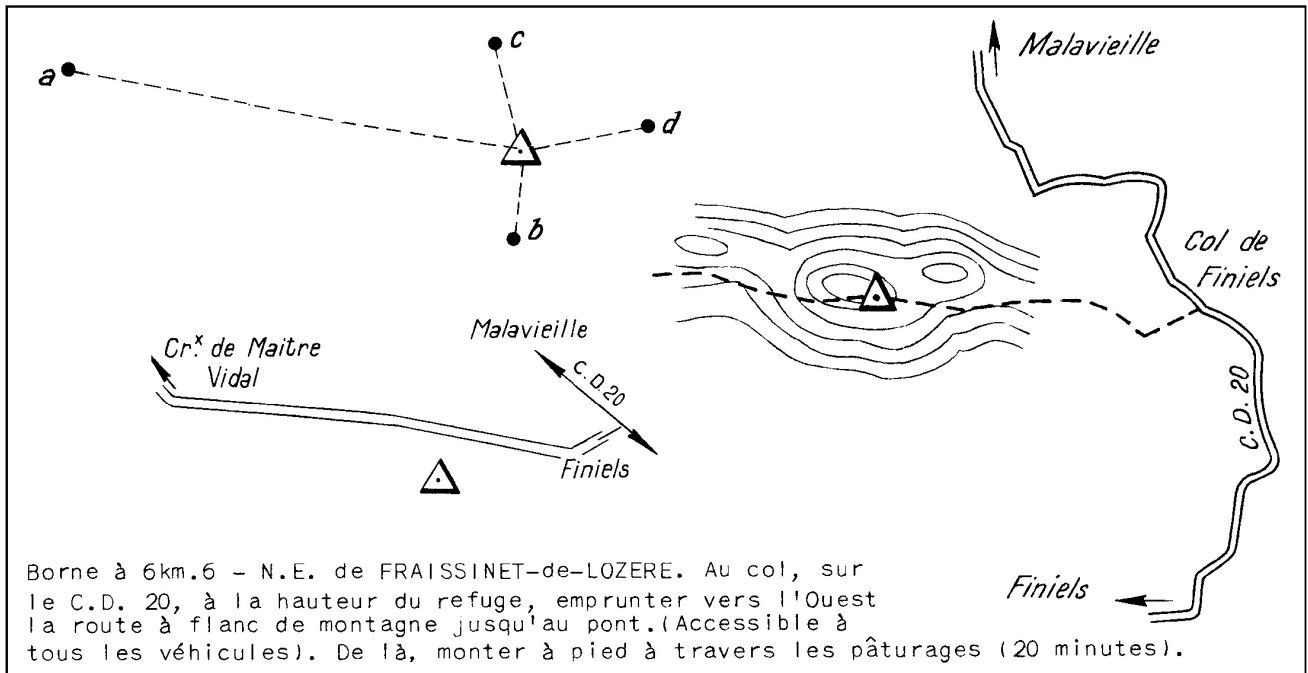 a
c
d
b
Malavieille
Col de
Finiels
C.D. 20
Finiels
Cr.x de Maitre
Vidal
Malavieille
C.D. 20
Finiels
Borne à 6km.6 – N.E. de FRAISSINET-de-LOZERE. Au col, sur
le C.D. 20, à la hauteur du refuge, emprunter vers l'Ouest
la route à flanc de montagne jusqu'au pont.(Accessible à
tous les véhicules). De là, monter à pied à travers les pâturages (20 minutes).